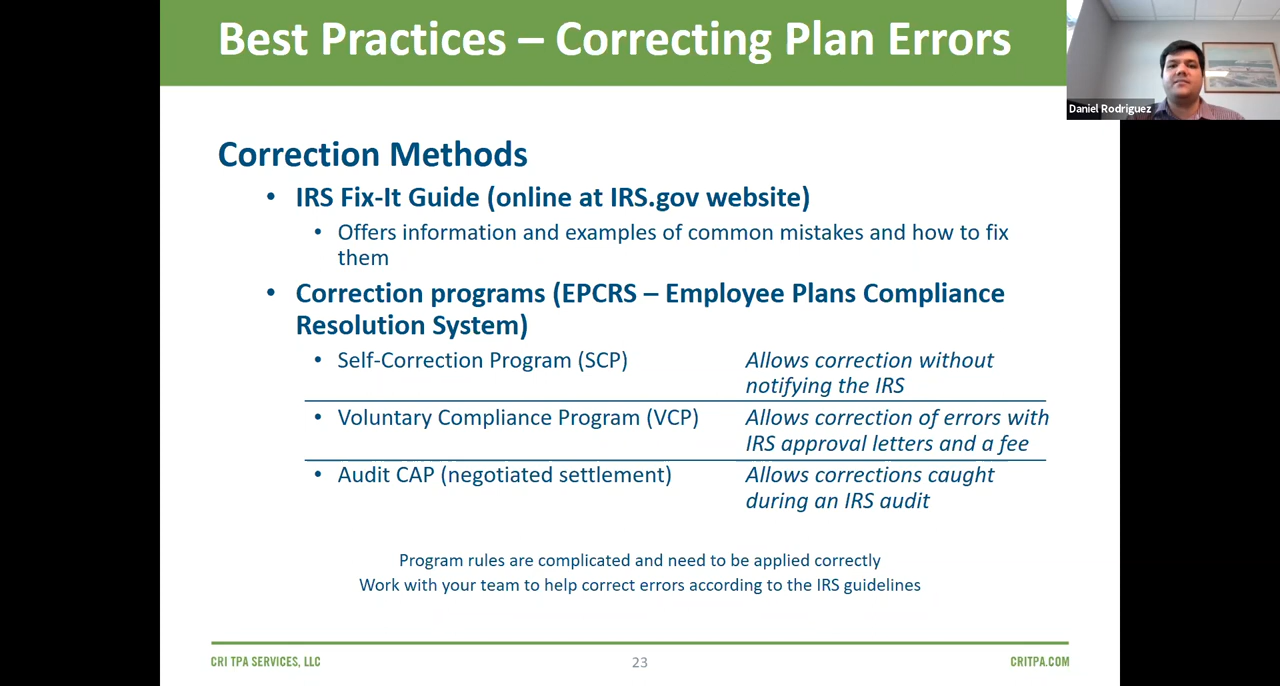 Best Practices – Correcting Plan Errors
Daniel Rodriguez
Correction Methods
• IRS Fix-It Guide (online at IRS.gov website)
• Offers information and examples of common mistakes and how to fix
them
• Correction programs (EPCRS – Employee Plans Compliance
Resolution System)
• Self-Correction Program (SCP)
Allows correction without
notifying the IRS
• Voluntary Compliance Program (VCP)
Allows correction of errors with
IRS approval letters and a fee
• Audit CAP (negotiated settlement)
Allows corrections caught
during an IRS audit
Program rules are complicated and need to be applied correctly
Work with your team to help correct errors according to the IRS guidelines
CRI TPA SERVICES, LLC
23
CRITPA.COM